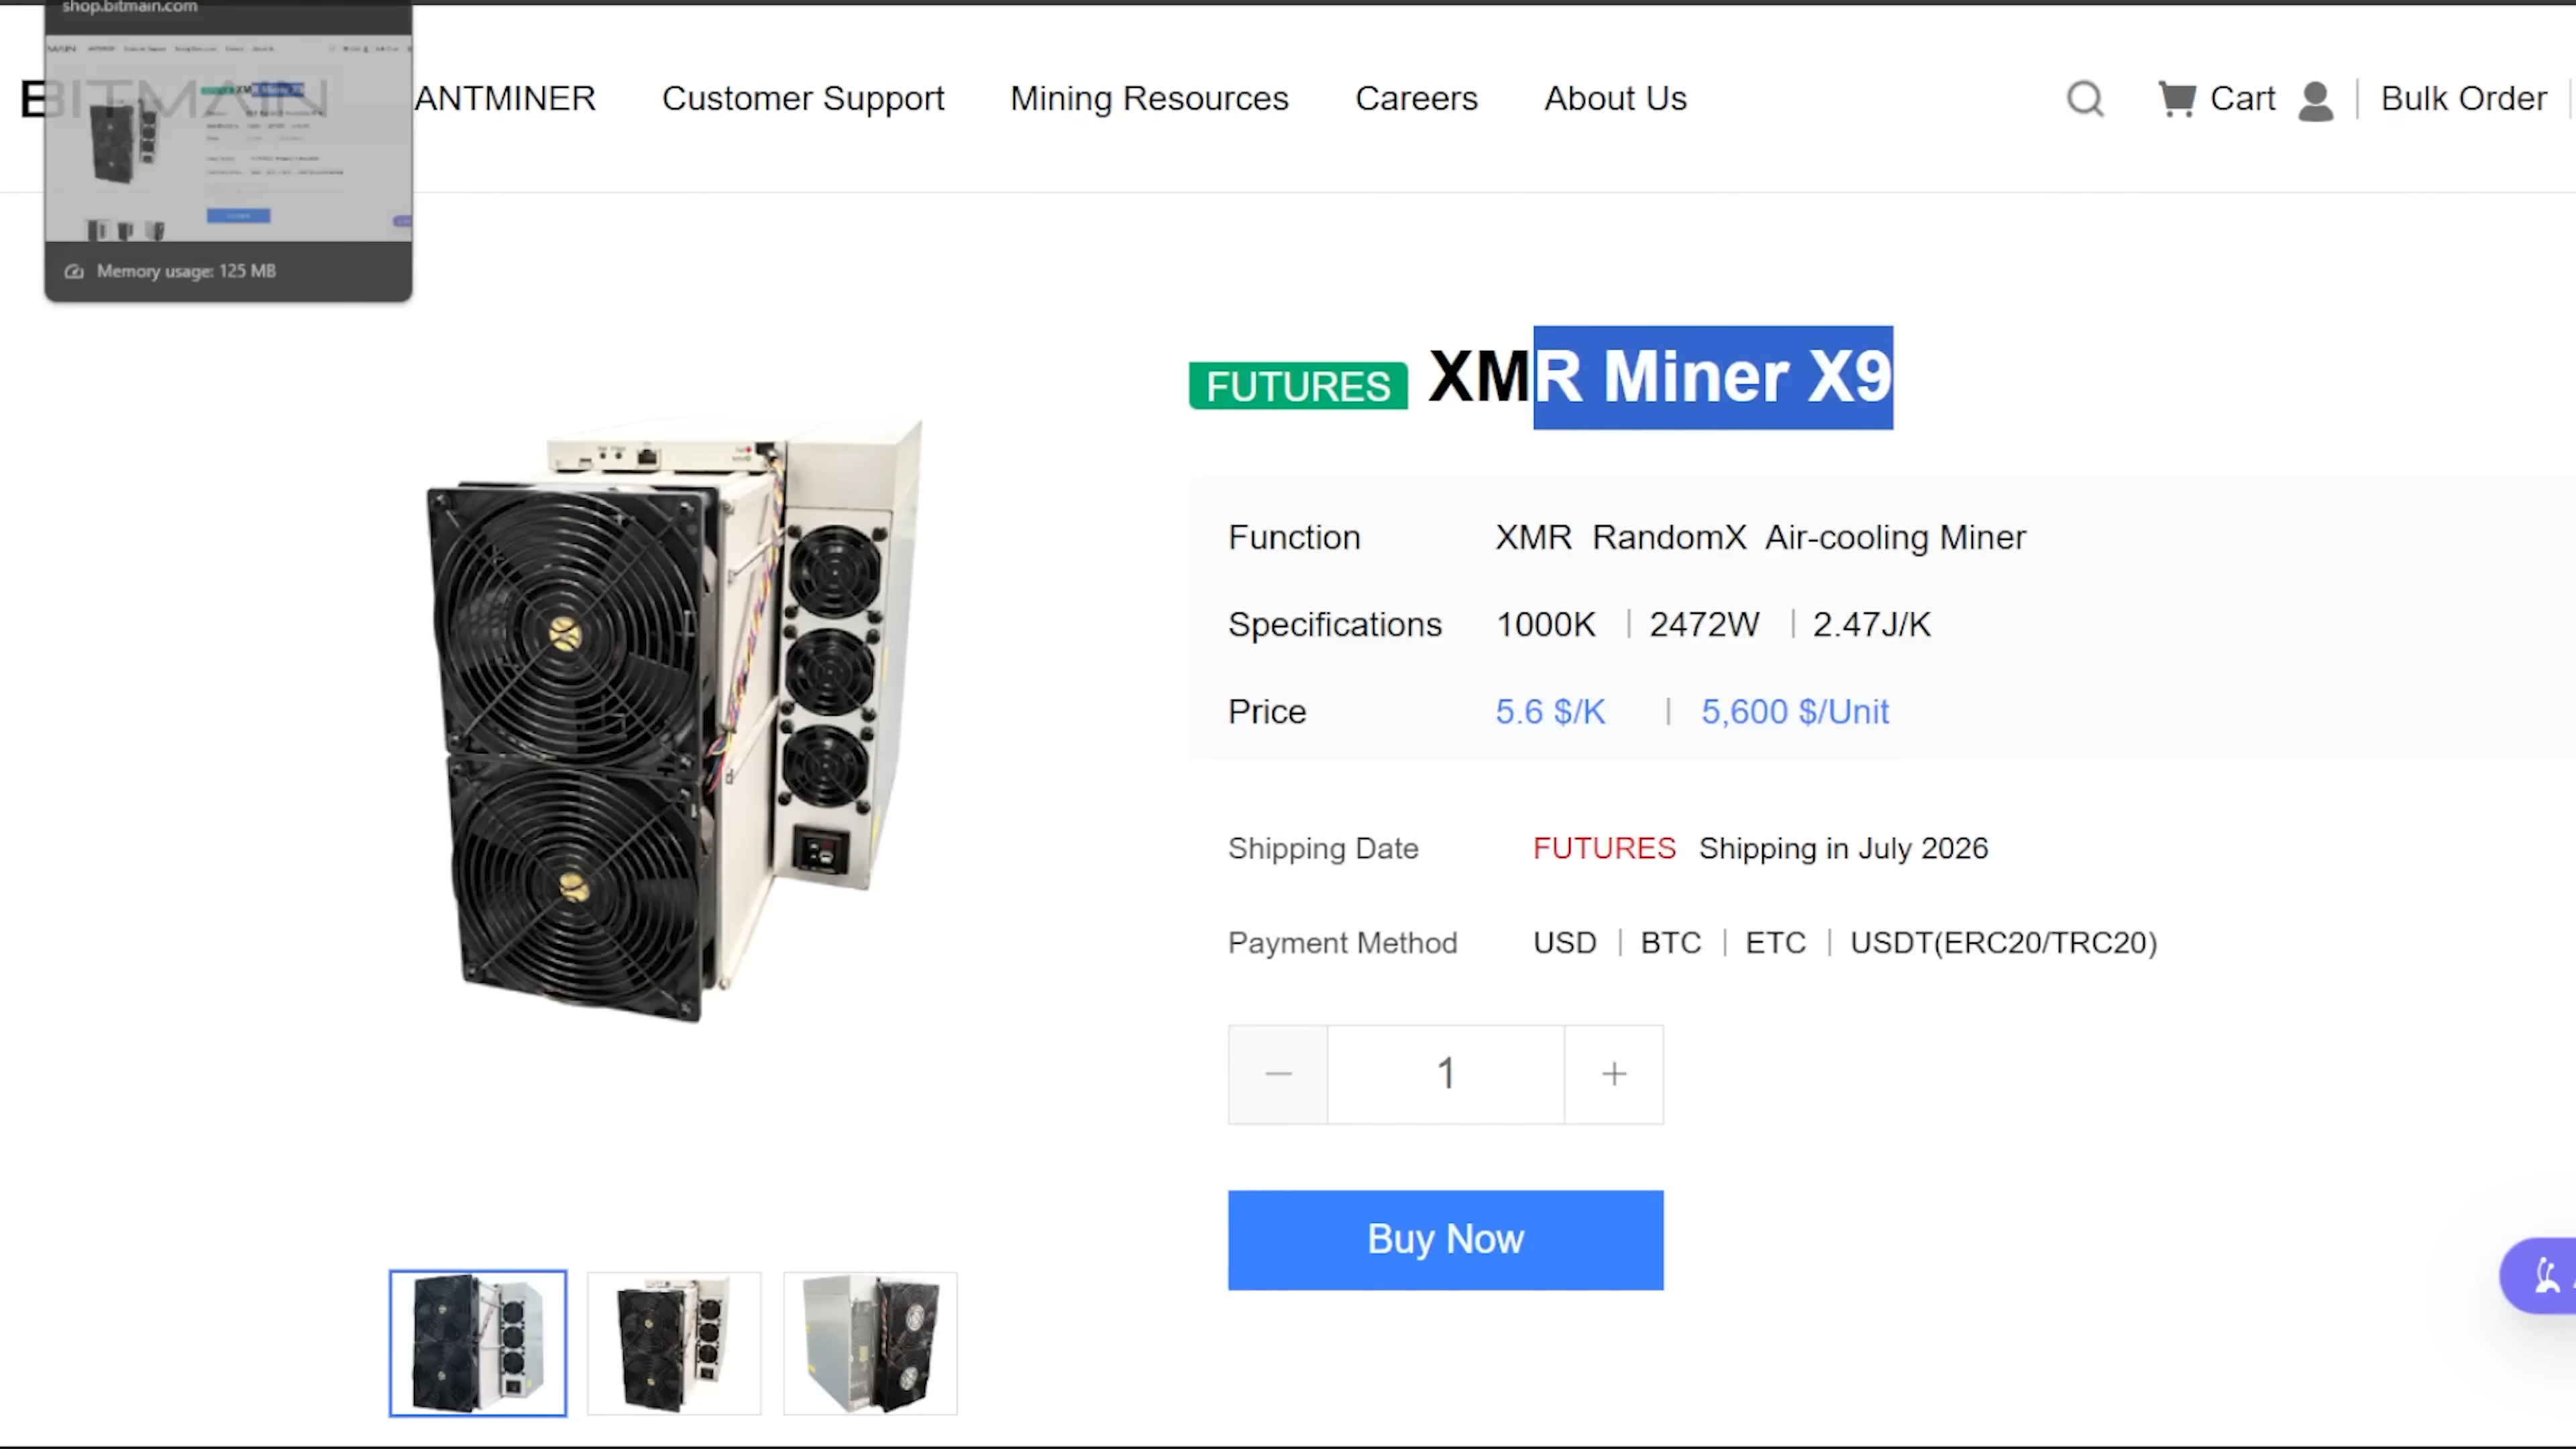 shop.bitmain.com
BITMAIN
ANTMINER Customer Support Mining Resources Careers About Us Cart Bulk Order
Memory usage: 125 MB
FUTURES XMR Miner X9
Function XMR RandomX Air-cooling Miner
Specifications 1000K | 2472W | 2.47J/K
Price 5.6 $/K | 5,600 $/Unit
Shipping Date FUTURES Shipping in July 2026
Payment Method USD | BTC | ETC | USDT(ERC20/TRC20)
1
Buy Now